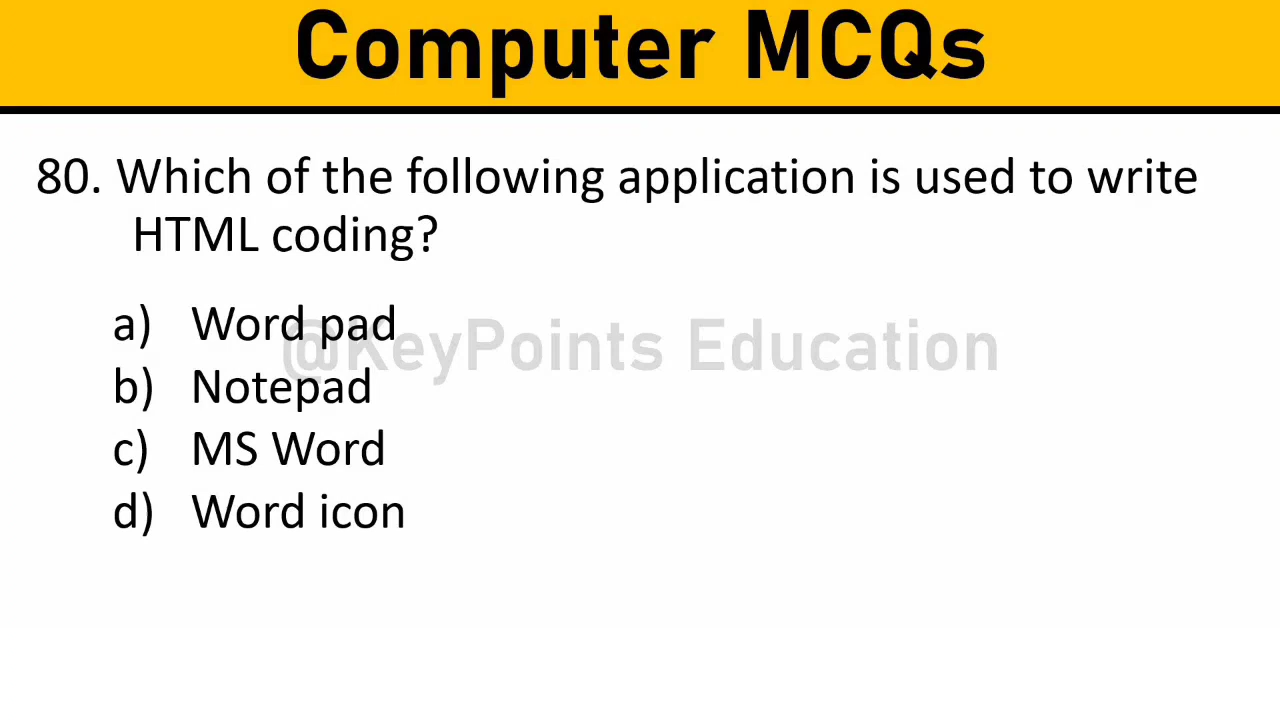 Computer MCQs
80. Which of the following application is used to write
HTML coding?
a) Word pad
@KeyPoints Education
b) Notepad
c) MS Word
d) Word icon